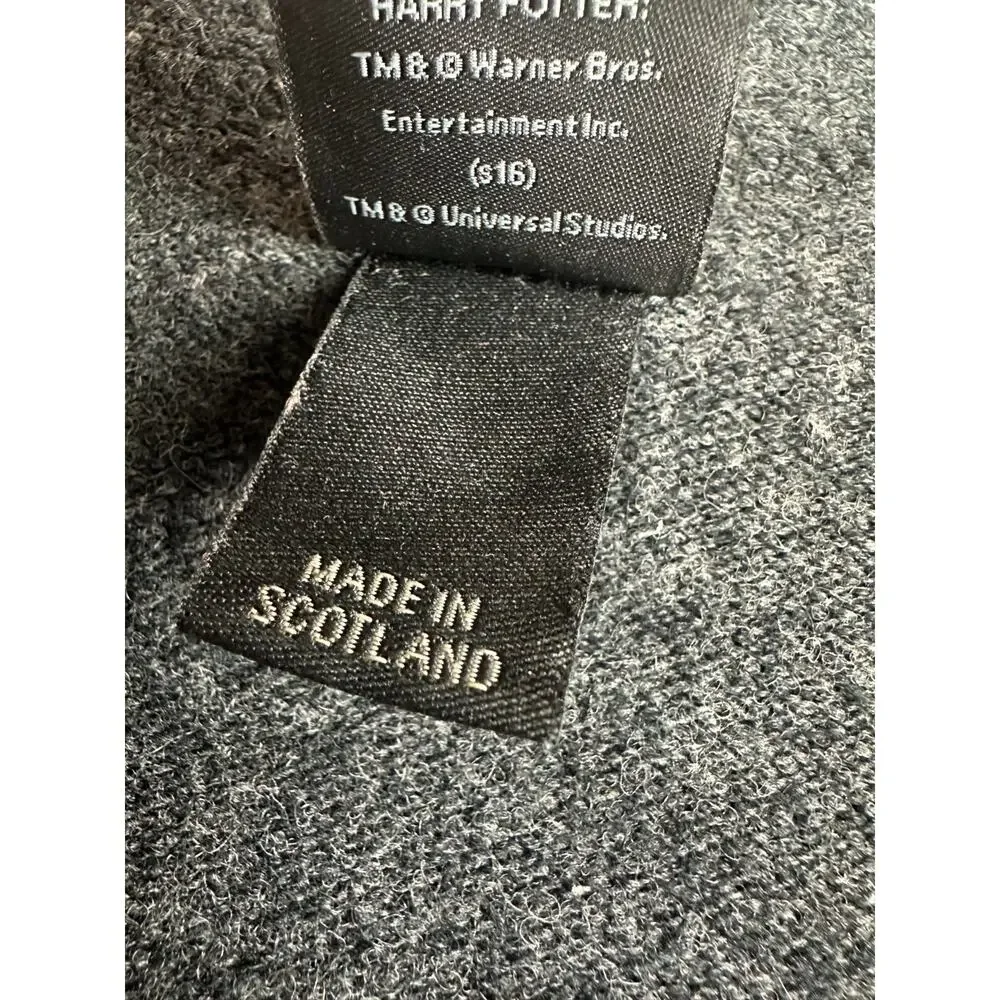 HARRY POTTER:
TM & © Warner Bros.
Entertainment Inc.
(s16)
TM & © Universal Studios.
MADE IN
SCOTLAND